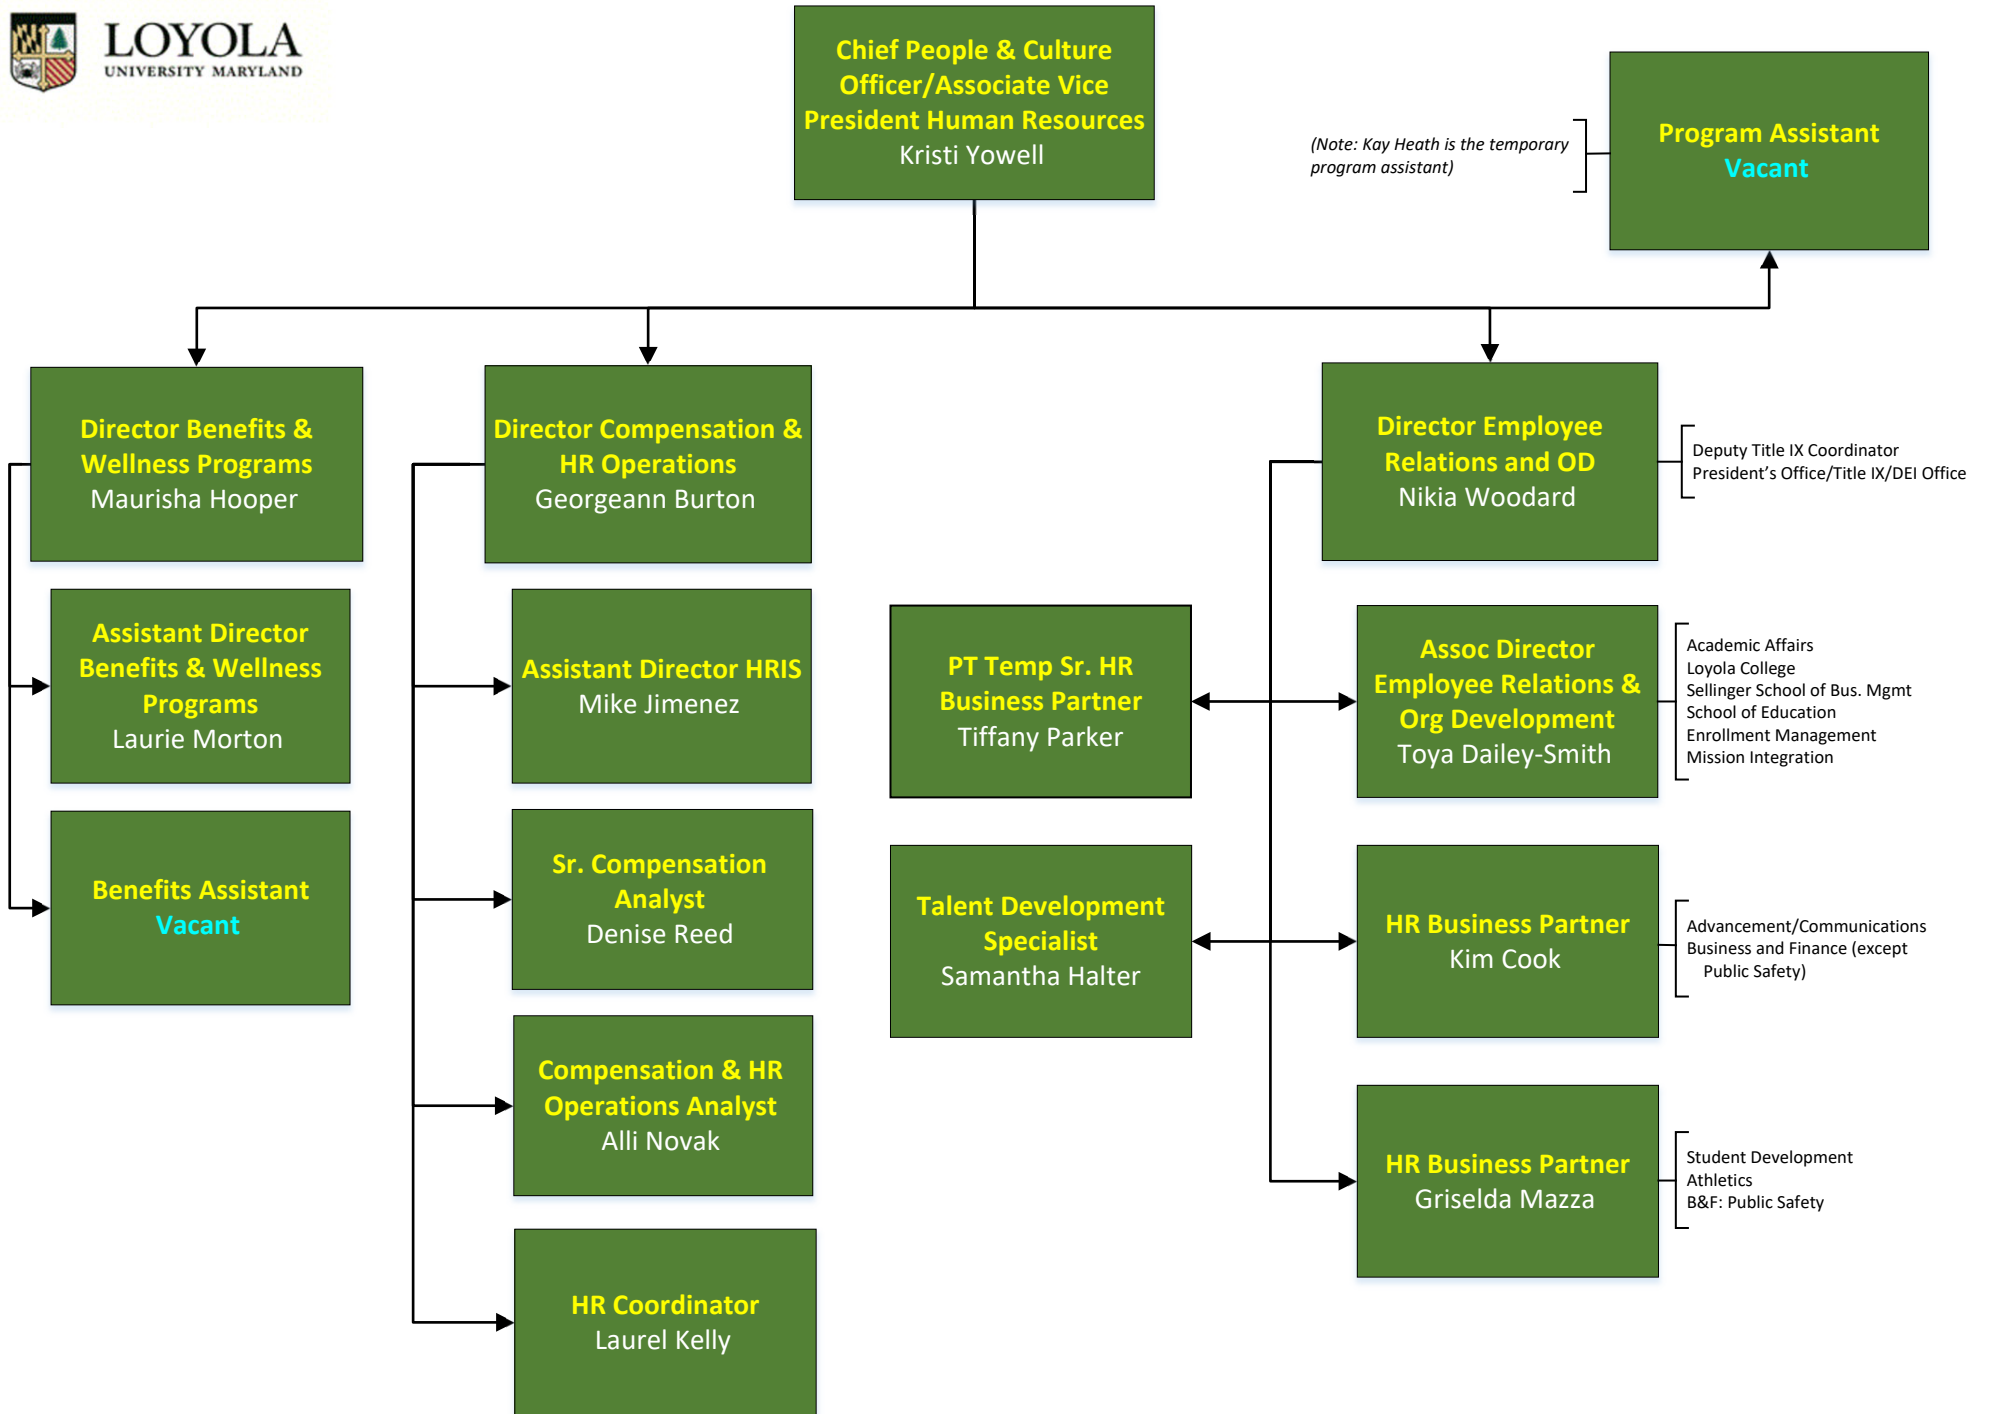 LOYOLA
UNIVERSITY MARYLAND
Chief People & Culture
Officer/Associate Vice
President Human Resources
Kristi Yowell
(Note: Kay Heath is the temporary
program assistant)
Program Assistant
Vacant
Director Benefits &
Wellness Programs
Maurisha Hooper
Director Compensation &
HR Operations
Georgeann Burton
Director Employee
Relations and OD
Nikia Woodard
Deputy Title IX Coordinator
President’s Office/Title IX/DEI Office
Assistant Director
Benefits & Wellness
Programs
Laurie Morton
Assistant Director HRIS
Mike Jimenez
PT Temp Sr. HR
Business Partner
Tiffany Parker
Assoc Director
Employee Relations &
Org Development
Toya Dailey-Smith
Academic Affairs
Loyola College
Sellinger School of Bus. Mgmt
School of Education
Enrollment Management
Mission Integration
Benefits Assistant
Vacant
Sr. Compensation
Analyst
Denise Reed
Talent Development
Specialist
Samantha Halter
HR Business Partner
Kim Cook
Advancement/Communications
Business and Finance (except
Public Safety)
Compensation & HR
Operations Analyst
Alli Novak
HR Business Partner
Griselda Mazza
Student Development
Athletics
B&F: Public Safety
HR Coordinator
Laurel Kelly